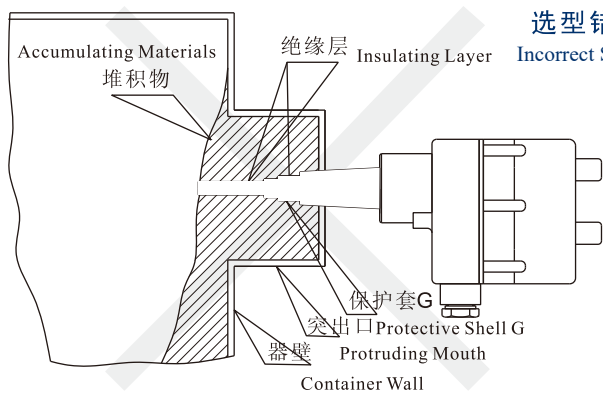 选型错
Incorrect S
Accumulating Materials
堆积物
绝缘层
Insulating Layer
保护套G
Protective Shell G
突出口
Protruding Mouth
器壁
Container Wall